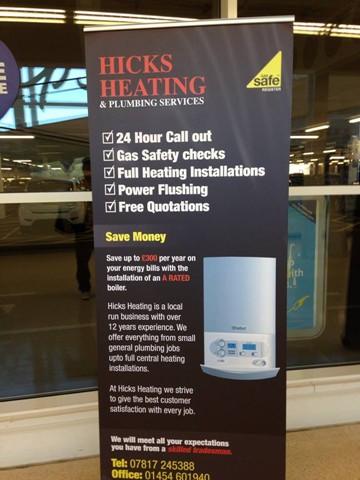 HICKS
HEATING
& PLUMBING SERVICES
GAS
safe
REGISTER
24 Hour Call out
Gas Safety checks
Full Heating Installations
Power Flushing
Free Quotations
Save Money
Save up to £300 per year on
your energy bills with the
installation of an A RATED
boiler.
Hicks Heating is a local
run business with over
12 years experience. We
offer everything from small
general plumbing jobs
upto full central heating
installations.
Vaillant
At Hicks Heating we strive
to give the best customer
satisfaction with every job.
We will meet all your expectations
you have from a skilled tradesman.
Tel: 07817 245388
Office: 01454 601940